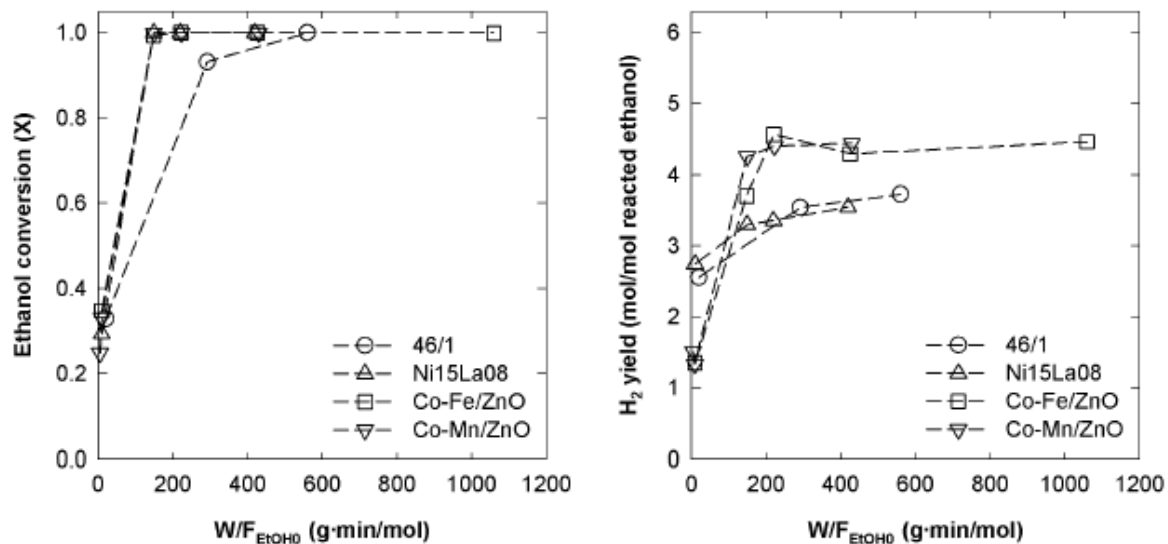 Ethanol conversion (X)
1.0
0.8
0.6
0.4
0.2
0.0
0 200 400 600 800 1000 1200
W/F_EtOH0 (g·min/mol)
46/1
Ni15La08
Co-Fe/ZnO
Co-Mn/ZnO
H₂ yield (mol/mol reacted ethanol)
6
5
4
3
2
1
0
0 200 400 600 800 1000 1200
W/F_EtOH0 (g·min/mol)
46/1
Ni15La08
Co-Fe/ZnO
Co-Mn/ZnO